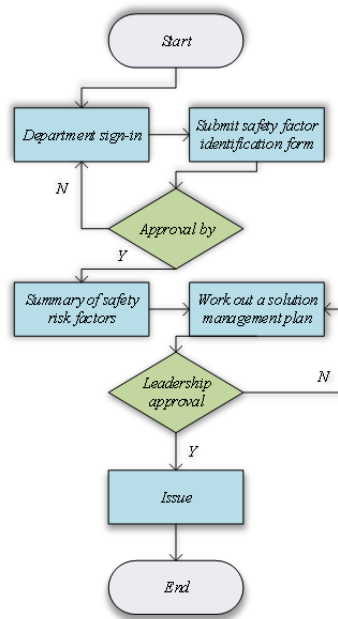 Start
Department sign-in
Submit safety factor
identification form
N
Approval by
Y
Summary of safety
risk factors
Work out a solution
management plan
Leadership
approval
N
Y
Issue
End